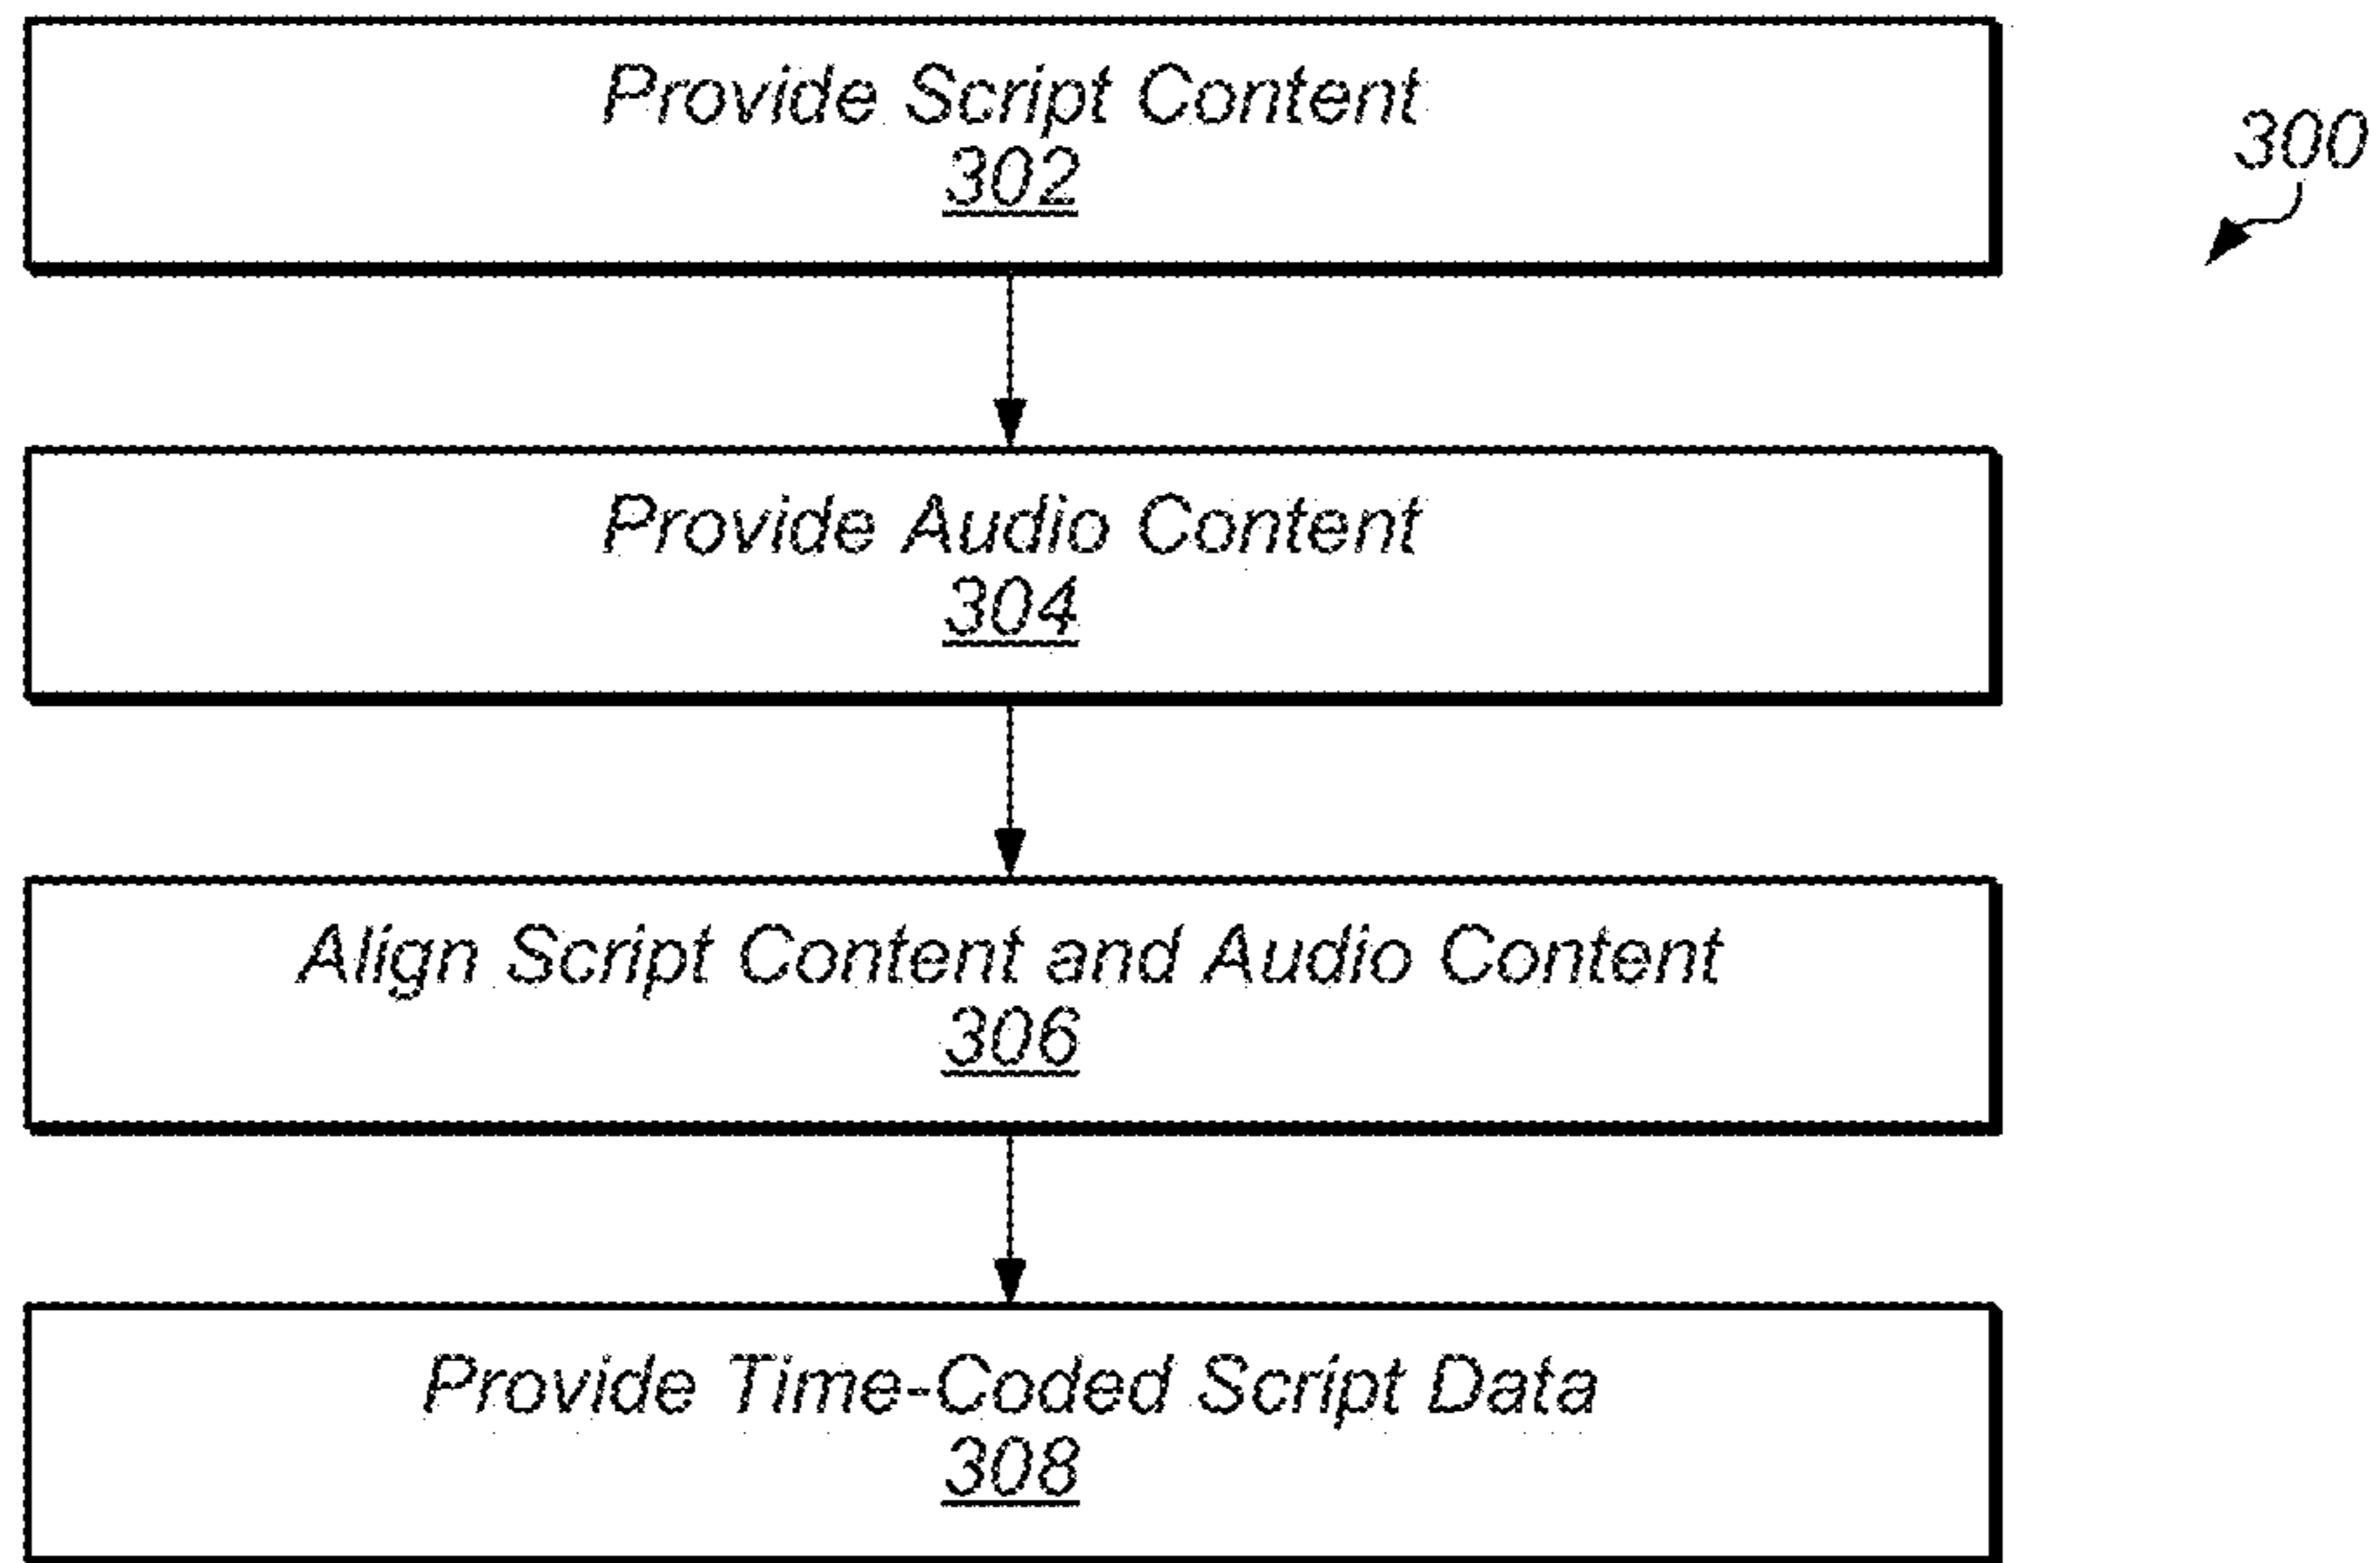 Provide Script Content
302
300
Provide Audio Content
304
Align Script Content and Audio Content
306
Provide Time-Coded Script Data
308